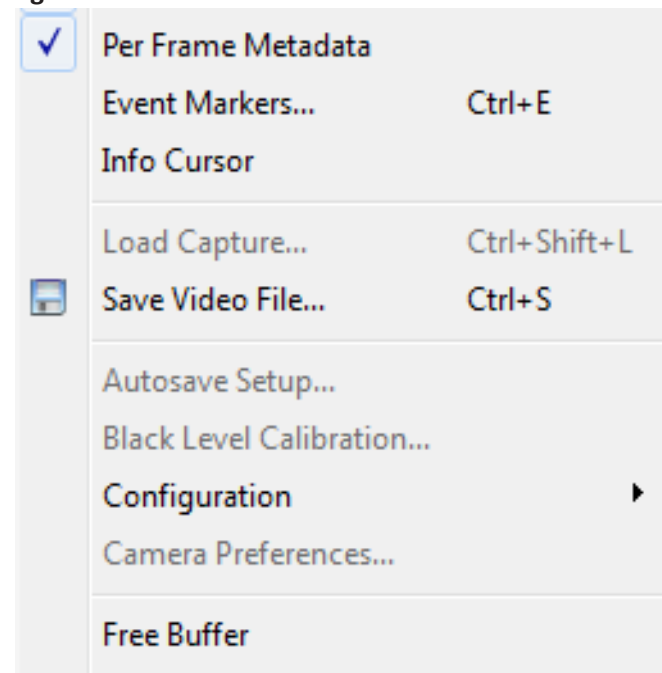 Per Frame Metadata
Event Markers... Ctrl+E
Info Cursor
Load Capture... Ctrl+Shift+L
Save Video File... Ctrl+S
Autosave Setup...
Black Level Calibration...
Configuration
Camera Preferences...
Free Buffer